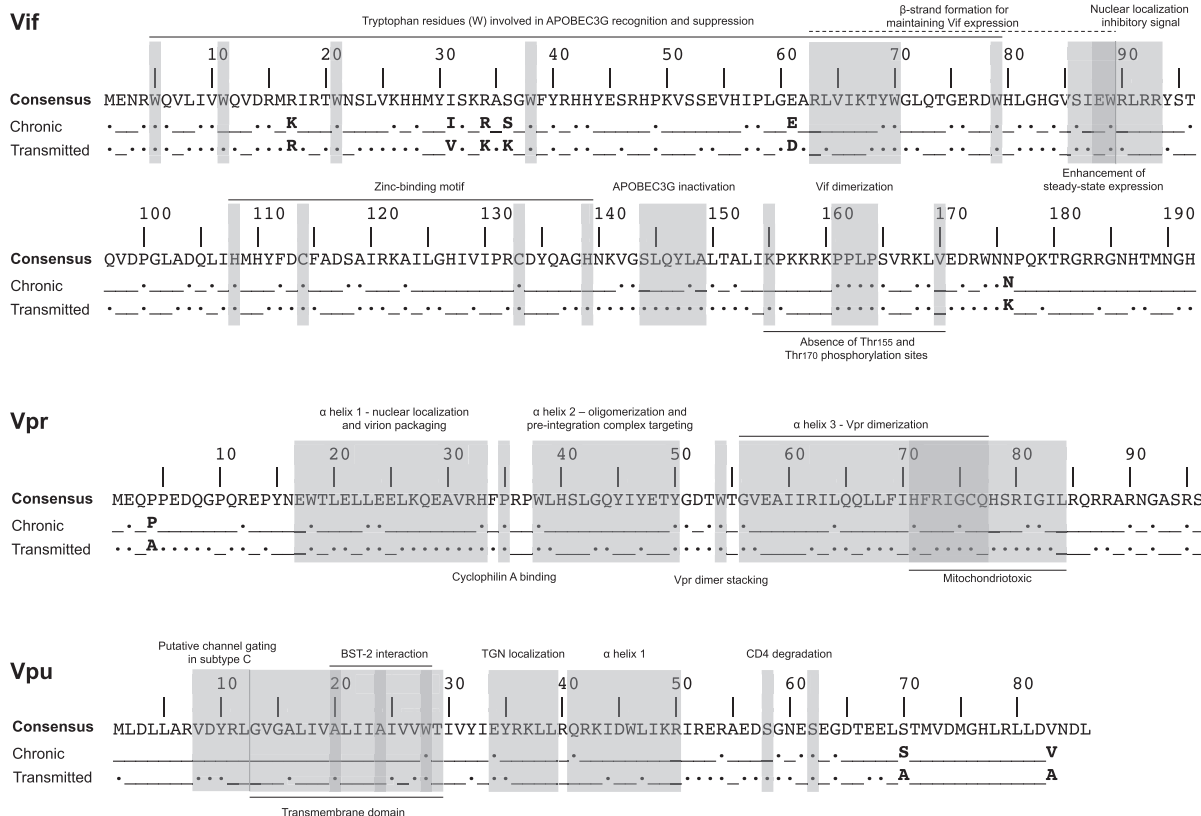 Vif
Tryptophan residues (W) involved in APOBEC3G recognition and suppression
β-strand formation for
maintaining Vif expression
Nuclear localization
inhibitory signal
10 20 30 40 50 60 70 80 90
Consensus MENRWQVLIVWQVDRMRIRTWNSLVKHHMYISKRASGWFYRHHYESRHPKVSSEVHIPLGEARLVIKTYWGLQTGERDWHLGHGVSIEWRLRRYST
Chronic K I R S E
Transmitted R V K K D
Enhancement of
steady-state expression
Zinc-binding motif
APOBEC3G inactivation
Vif dimerization
100 110 120 130 140 150 160 170 180 190
Consensus QVDPGLADQLIHMHYFDCFADSAIRKAILGHIVIPRCDYQAGHNKVGSLQYLALTALIKPKKRKPPLPSVRKLVEDRWNNPQKTRGRRGNHTMNGH
Chronic N
Transmitted K
Absence of Thr155 and
Thr170 phosphorylation sites
Vpr
α helix 1 - nuclear localization
and virion packaging
α helix 2 – oligomerization and
pre-integration complex targeting
α helix 3 - Vpr dimerization
10 20 30 40 50 60 70 80 90
Consensus MEQPPEDQGPQREPYNEWTLELLEELKQEAVRHFPRPWLHSLGQYIYETYGDTWTGVEAIIRILQQLLFIHFRIGCQHSRIGILRQRRARNGASRS
Chronic P
Transmitted A
Cyclophilin A binding
Vpr dimer stacking
Mitochondriotoxic
Vpu
Putative channel gating
in subtype C
BST-2 interaction
TGN localization
α helix 1
CD4 degradation
10 20 30 40 50 60 70 80
Consensus MLDLLARVDYRLGVGALIVALIIAIVVWTIVYIEYRKLLRQRKIDWLIKRIRERAEDSGNESEGDTEELSTMVDMGHLRLLDVNDL
Chronic S V
Transmitted A A
Transmembrane domain